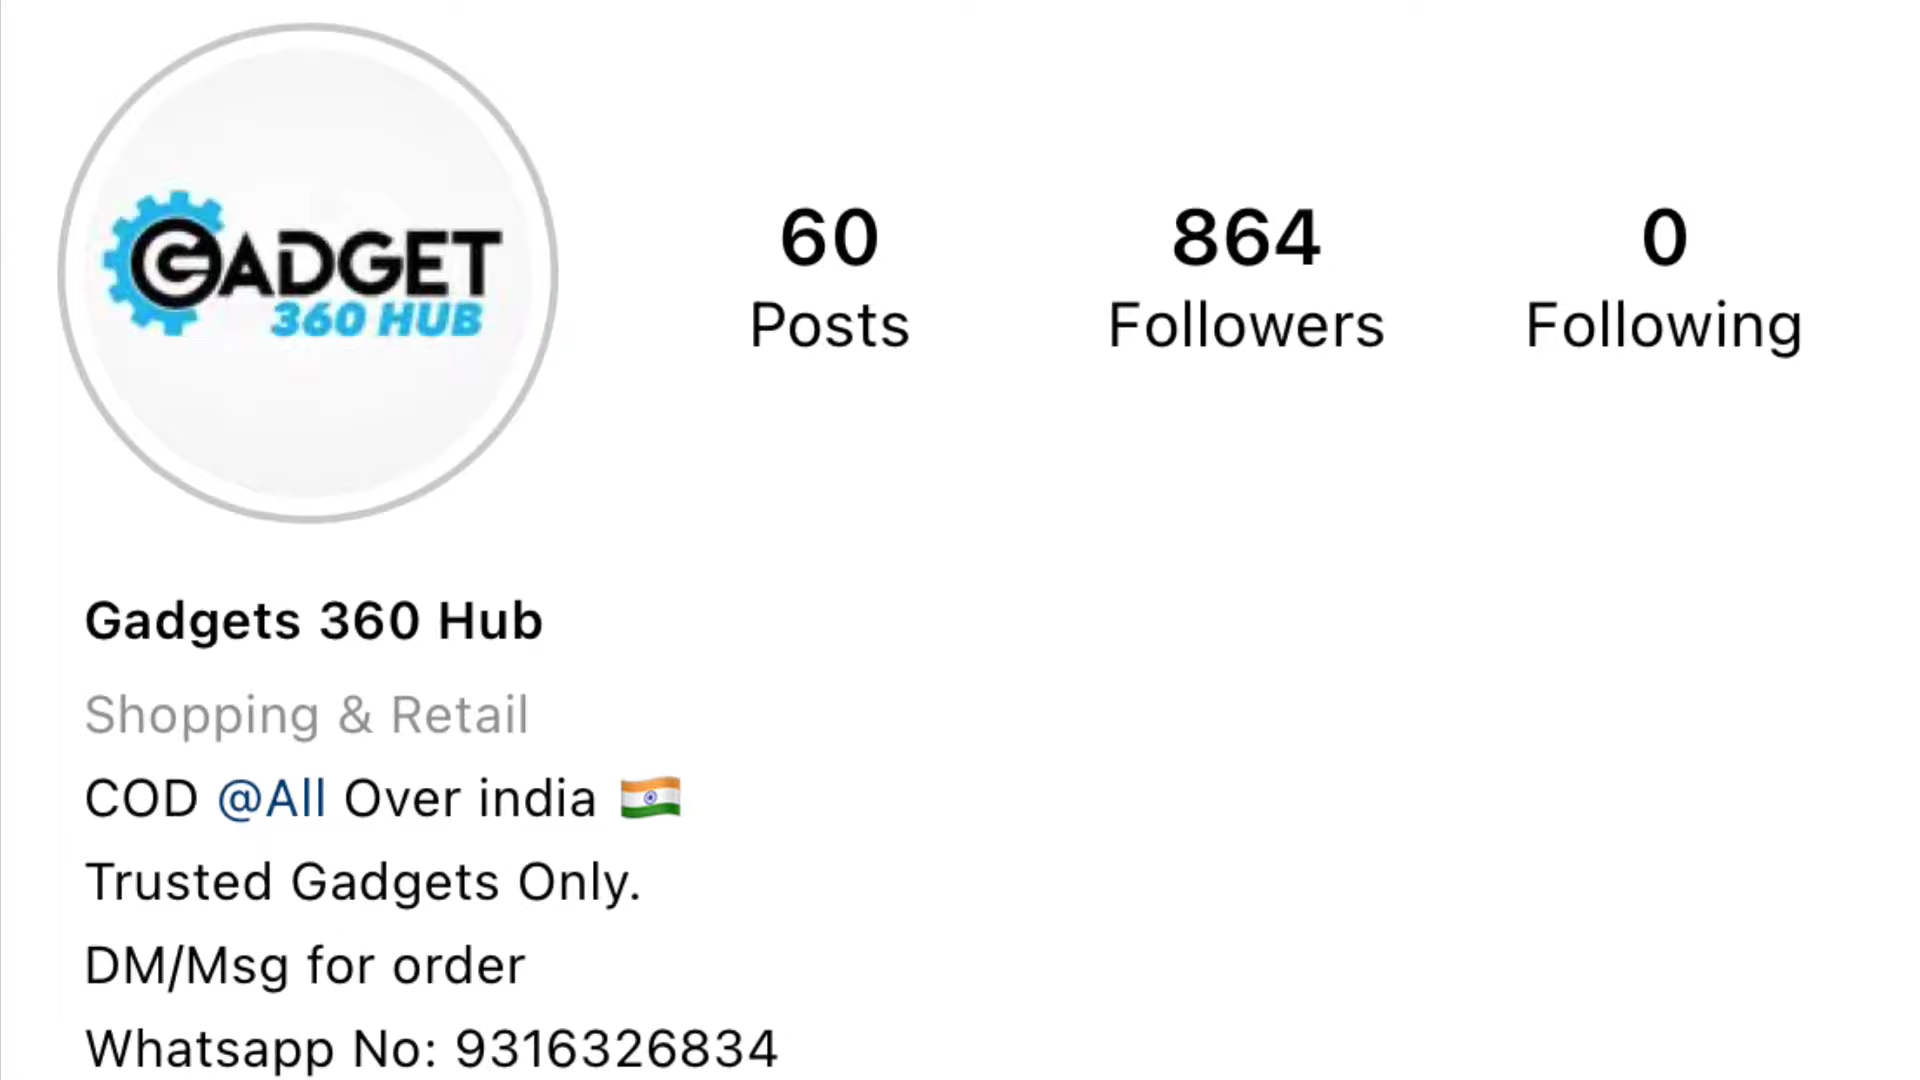 GADGET
360 HUB
60
Posts
864
Followers
0
Following
Gadgets 360 Hub
Shopping & Retail
COD @All Over india 🇮🇳
Trusted Gadgets Only.
DM/Msg for order
Whatsapp No: 9316326834